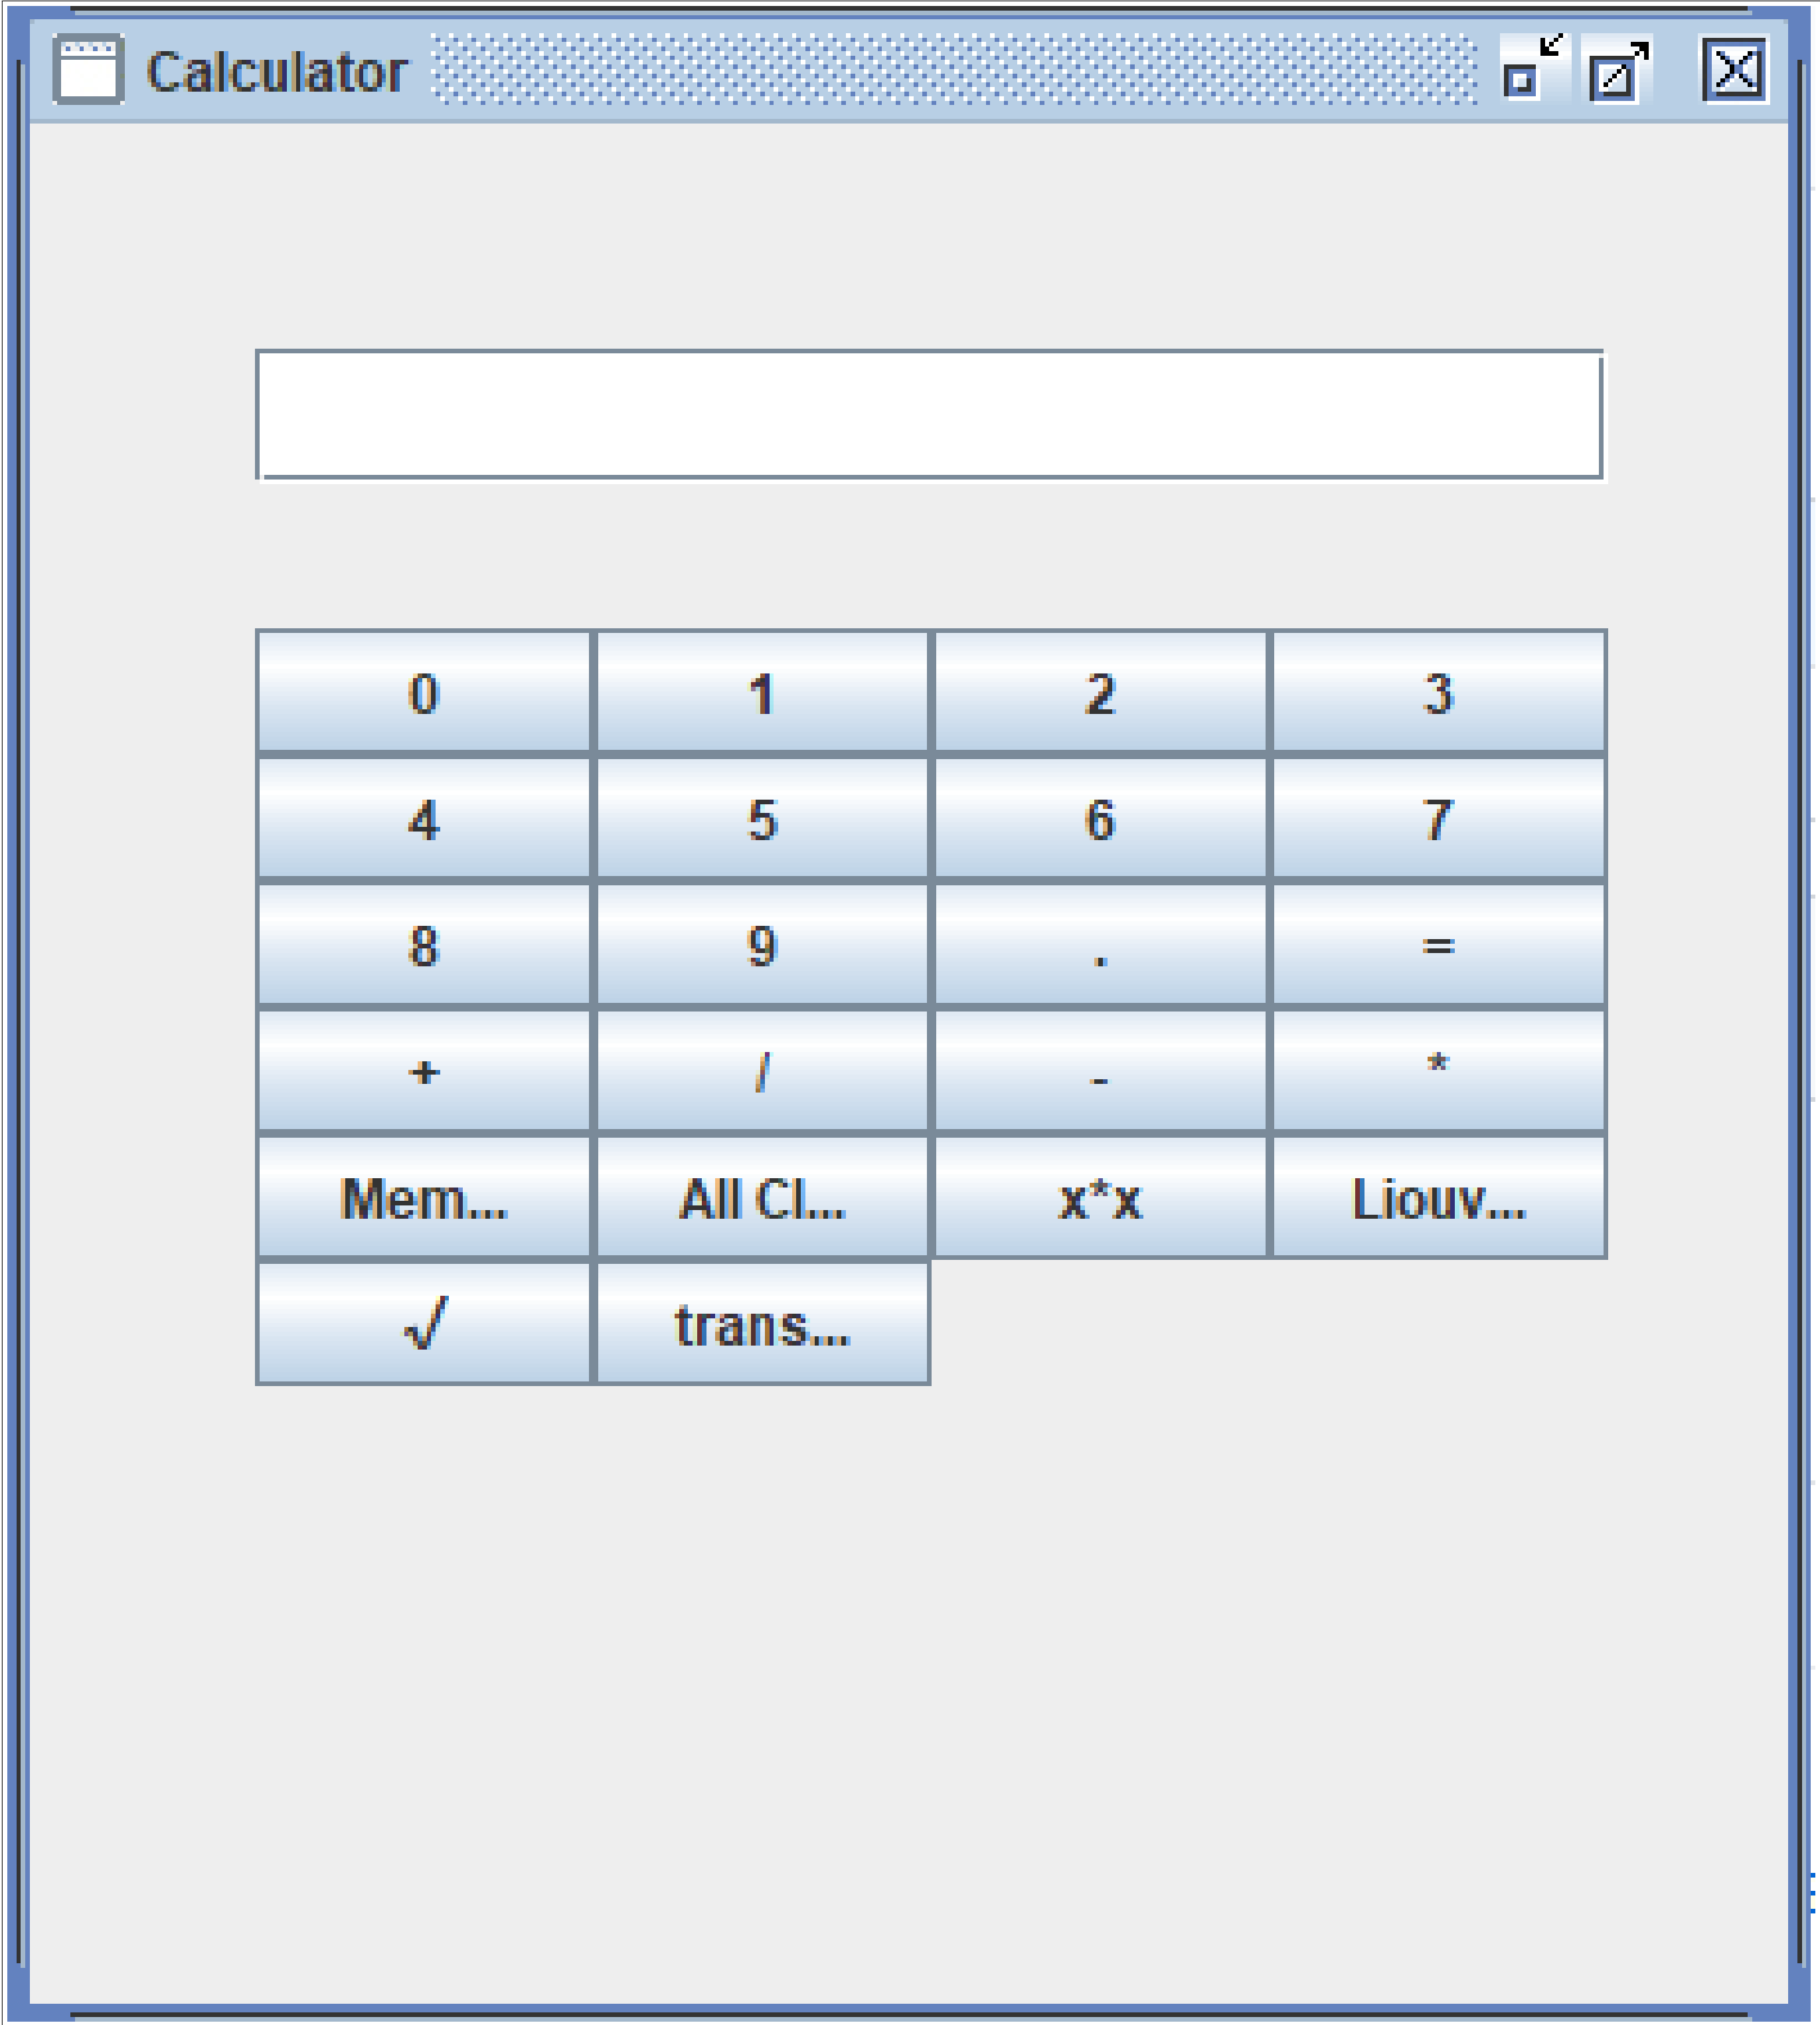 Calculator
0 1 2 3
4 5 6 7
8 9 . =
+ / - *
Mem... All Cl... x*x Liouv...
√ trans...